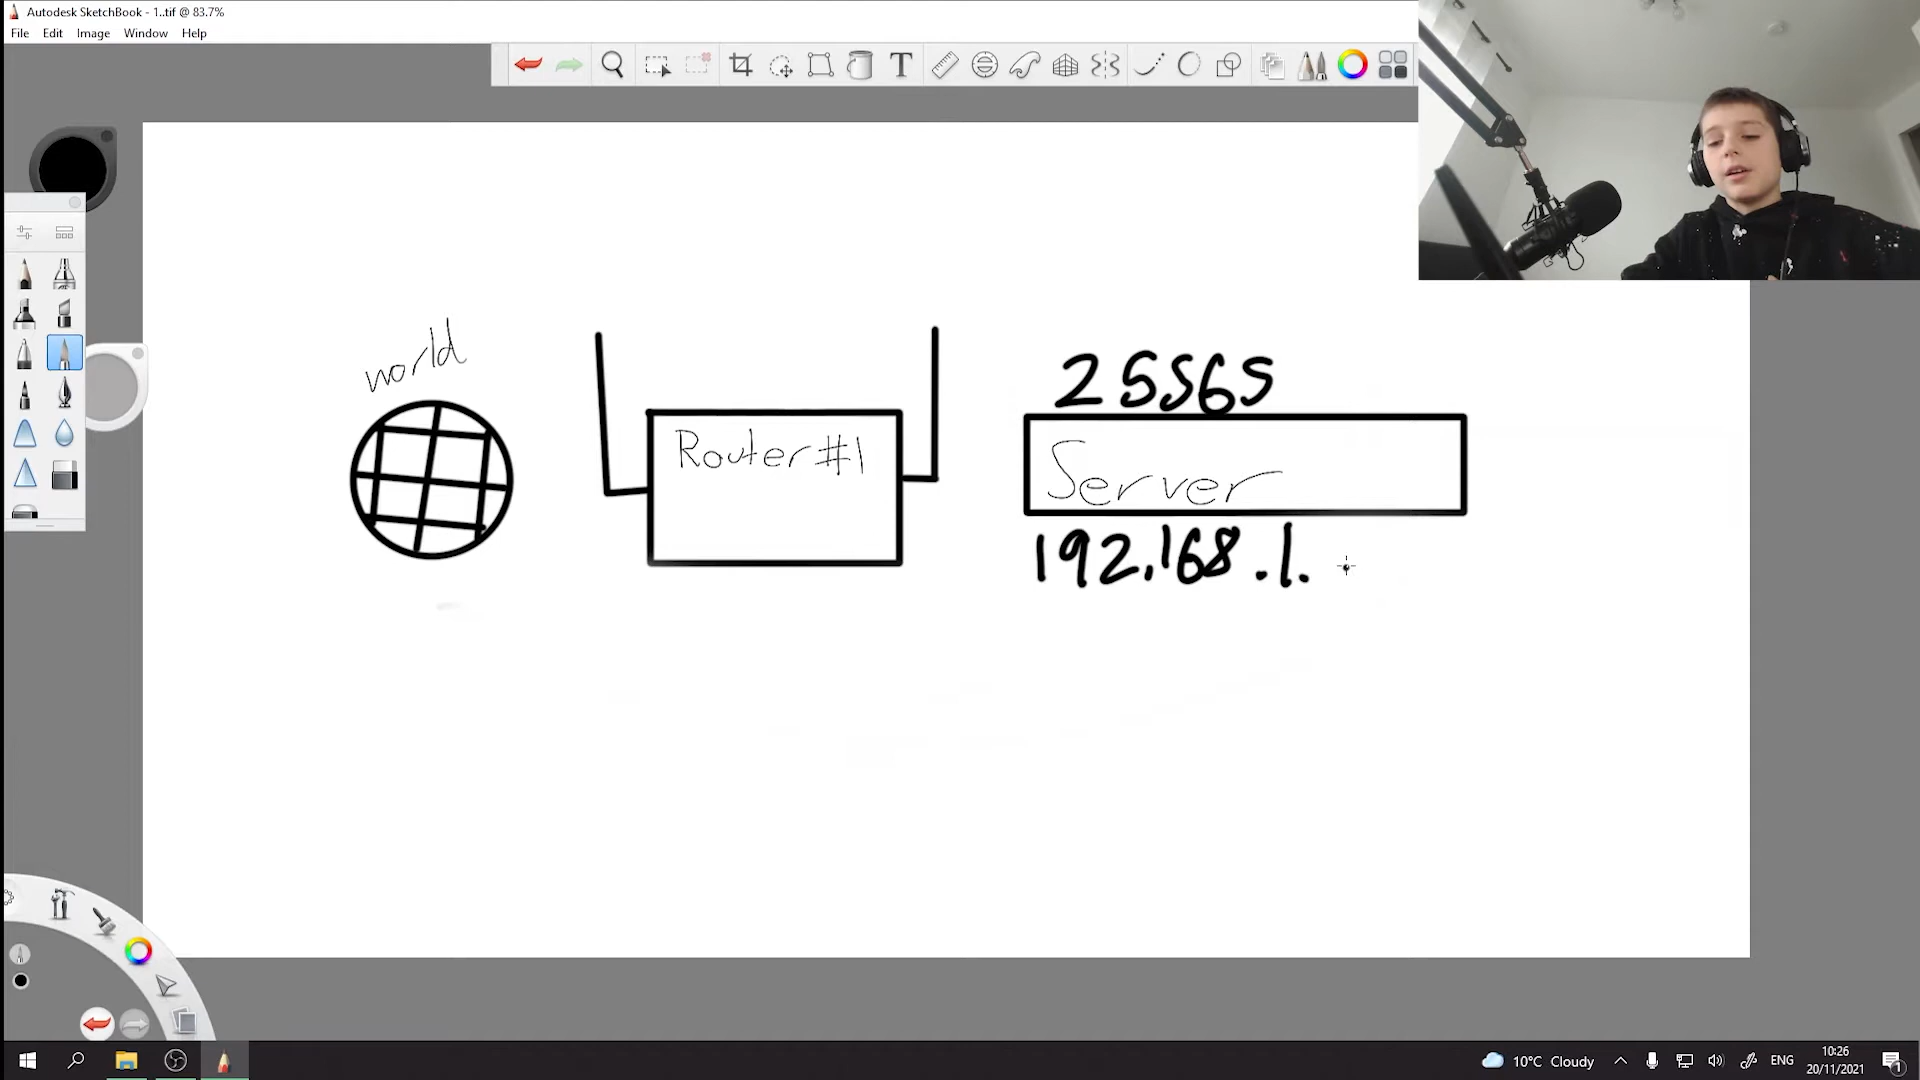 Autodesk SketchBook - 1..tif @ 83.7%
File Edit Image Window Help
T
world
Router #1
25565
Server
192.168.1.
10°C Cloudy
ENG
10:26
20/11/2021
1